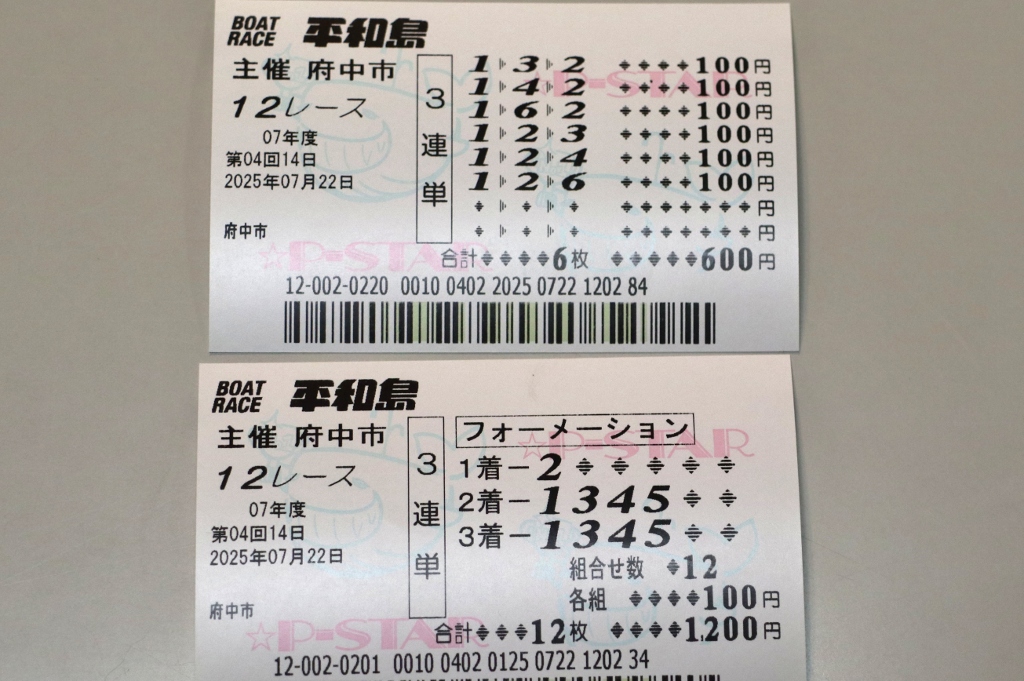 BOAT RACE 平和島
主催 府中市
12レース
07年度
第04回14日
2025年07月22日
府中市
3連単
1 3 2 100円
1 4 2 100円
1 6 2 100円
1 2 3 100円
1 2 4 100円
1 2 6 100円
円
円
合計 6枚 600円
☆P-STAR
☆P-STAR
12-002-0220 0010 0402 2025 0722 1202 84
BOAT RACE 平和島
主催 府中市
12レース
07年度
第04回14日
2025年07月22日
府中市
3連単
フォーメーション
1着－2
2着－1345
3着－1345
組合せ数 12
各組 100円
合計 12枚 1,200円
☆P-STAR
☆P-STAR
12-002-0201 0010 0402 0125 0722 1202 34